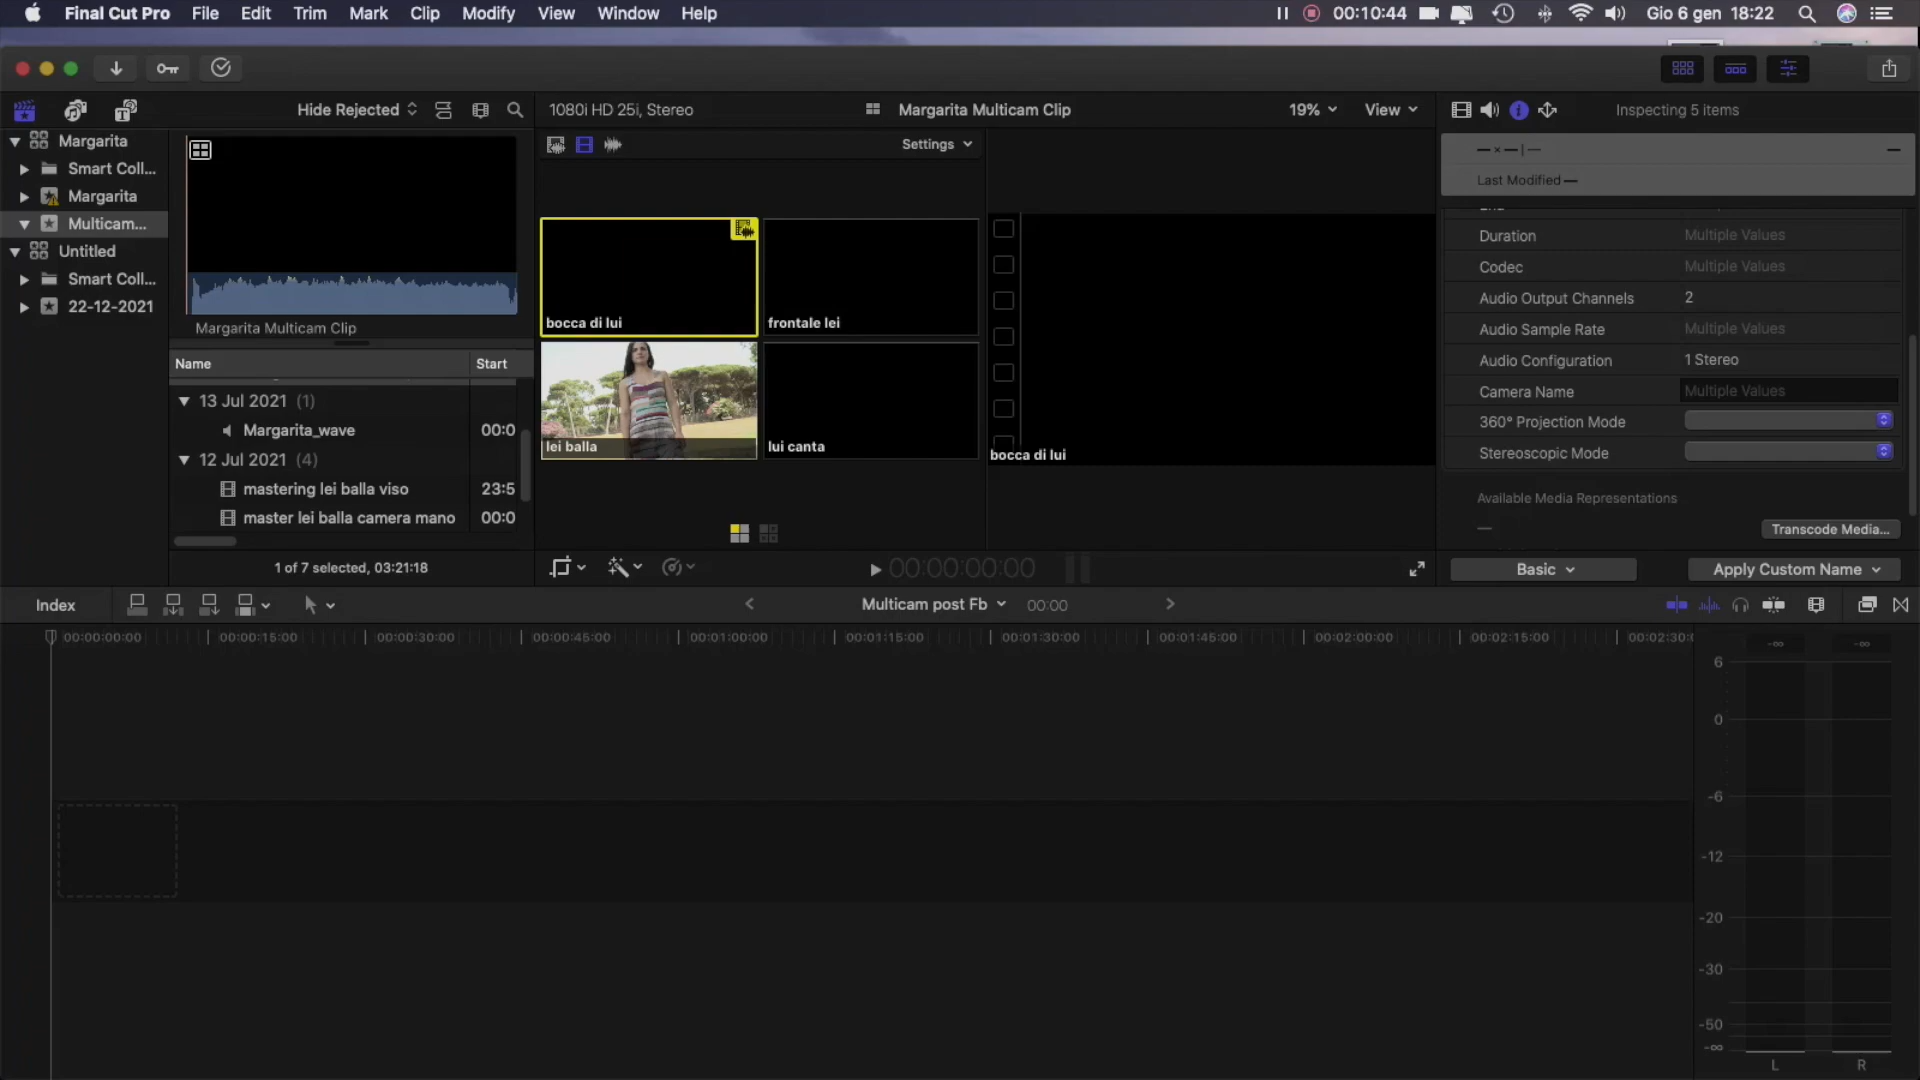 Final Cut Pro File Edit Trim Mark Clip Modify View Window Help 00:10:44 Gio 6 gen 18:22
Hide Rejected 1080i HD 25i, Stereo Margarita Multicam Clip 19% View Inspecting 5 items
Margarita
Smart Coll...
Margarita
Multicam...
Untitled
Smart Coll...
22-12-2021
Margarita Multicam Clip
Name Start
13 Jul 2021 (1)
Margarita_wave 00:0
12 Jul 2021 (4)
mastering lei balla viso 23:5
master lei balla camera mano 00:0
1 of 7 selected, 03:21:18
Settings
bocca di lui
frontale lei
lei balla
lui canta
bocca di lui
00:00:00:00
— × — | — —
Last Modified —
Duration Multiple Values
Codec Multiple Values
Audio Output Channels 2
Audio Sample Rate Multiple Values
Audio Configuration 1 Stereo
Camera Name Multiple Values
360° Projection Mode
Stereoscopic Mode
Available Media Representations
—
Transcode Media...
Basic Apply Custom Name
Index Multicam post Fb 00:00
00:00:00:00 00:00:15:00 00:00:30:00 00:00:45:00 00:01:00:00 00:01:15:00 00:01:30:00 00:01:45:00 00:02:00:00 00:02:15:00 00:02:30:0
-∞ -∞
6
0
-6
-12
-20
-30
-50
-∞
L R